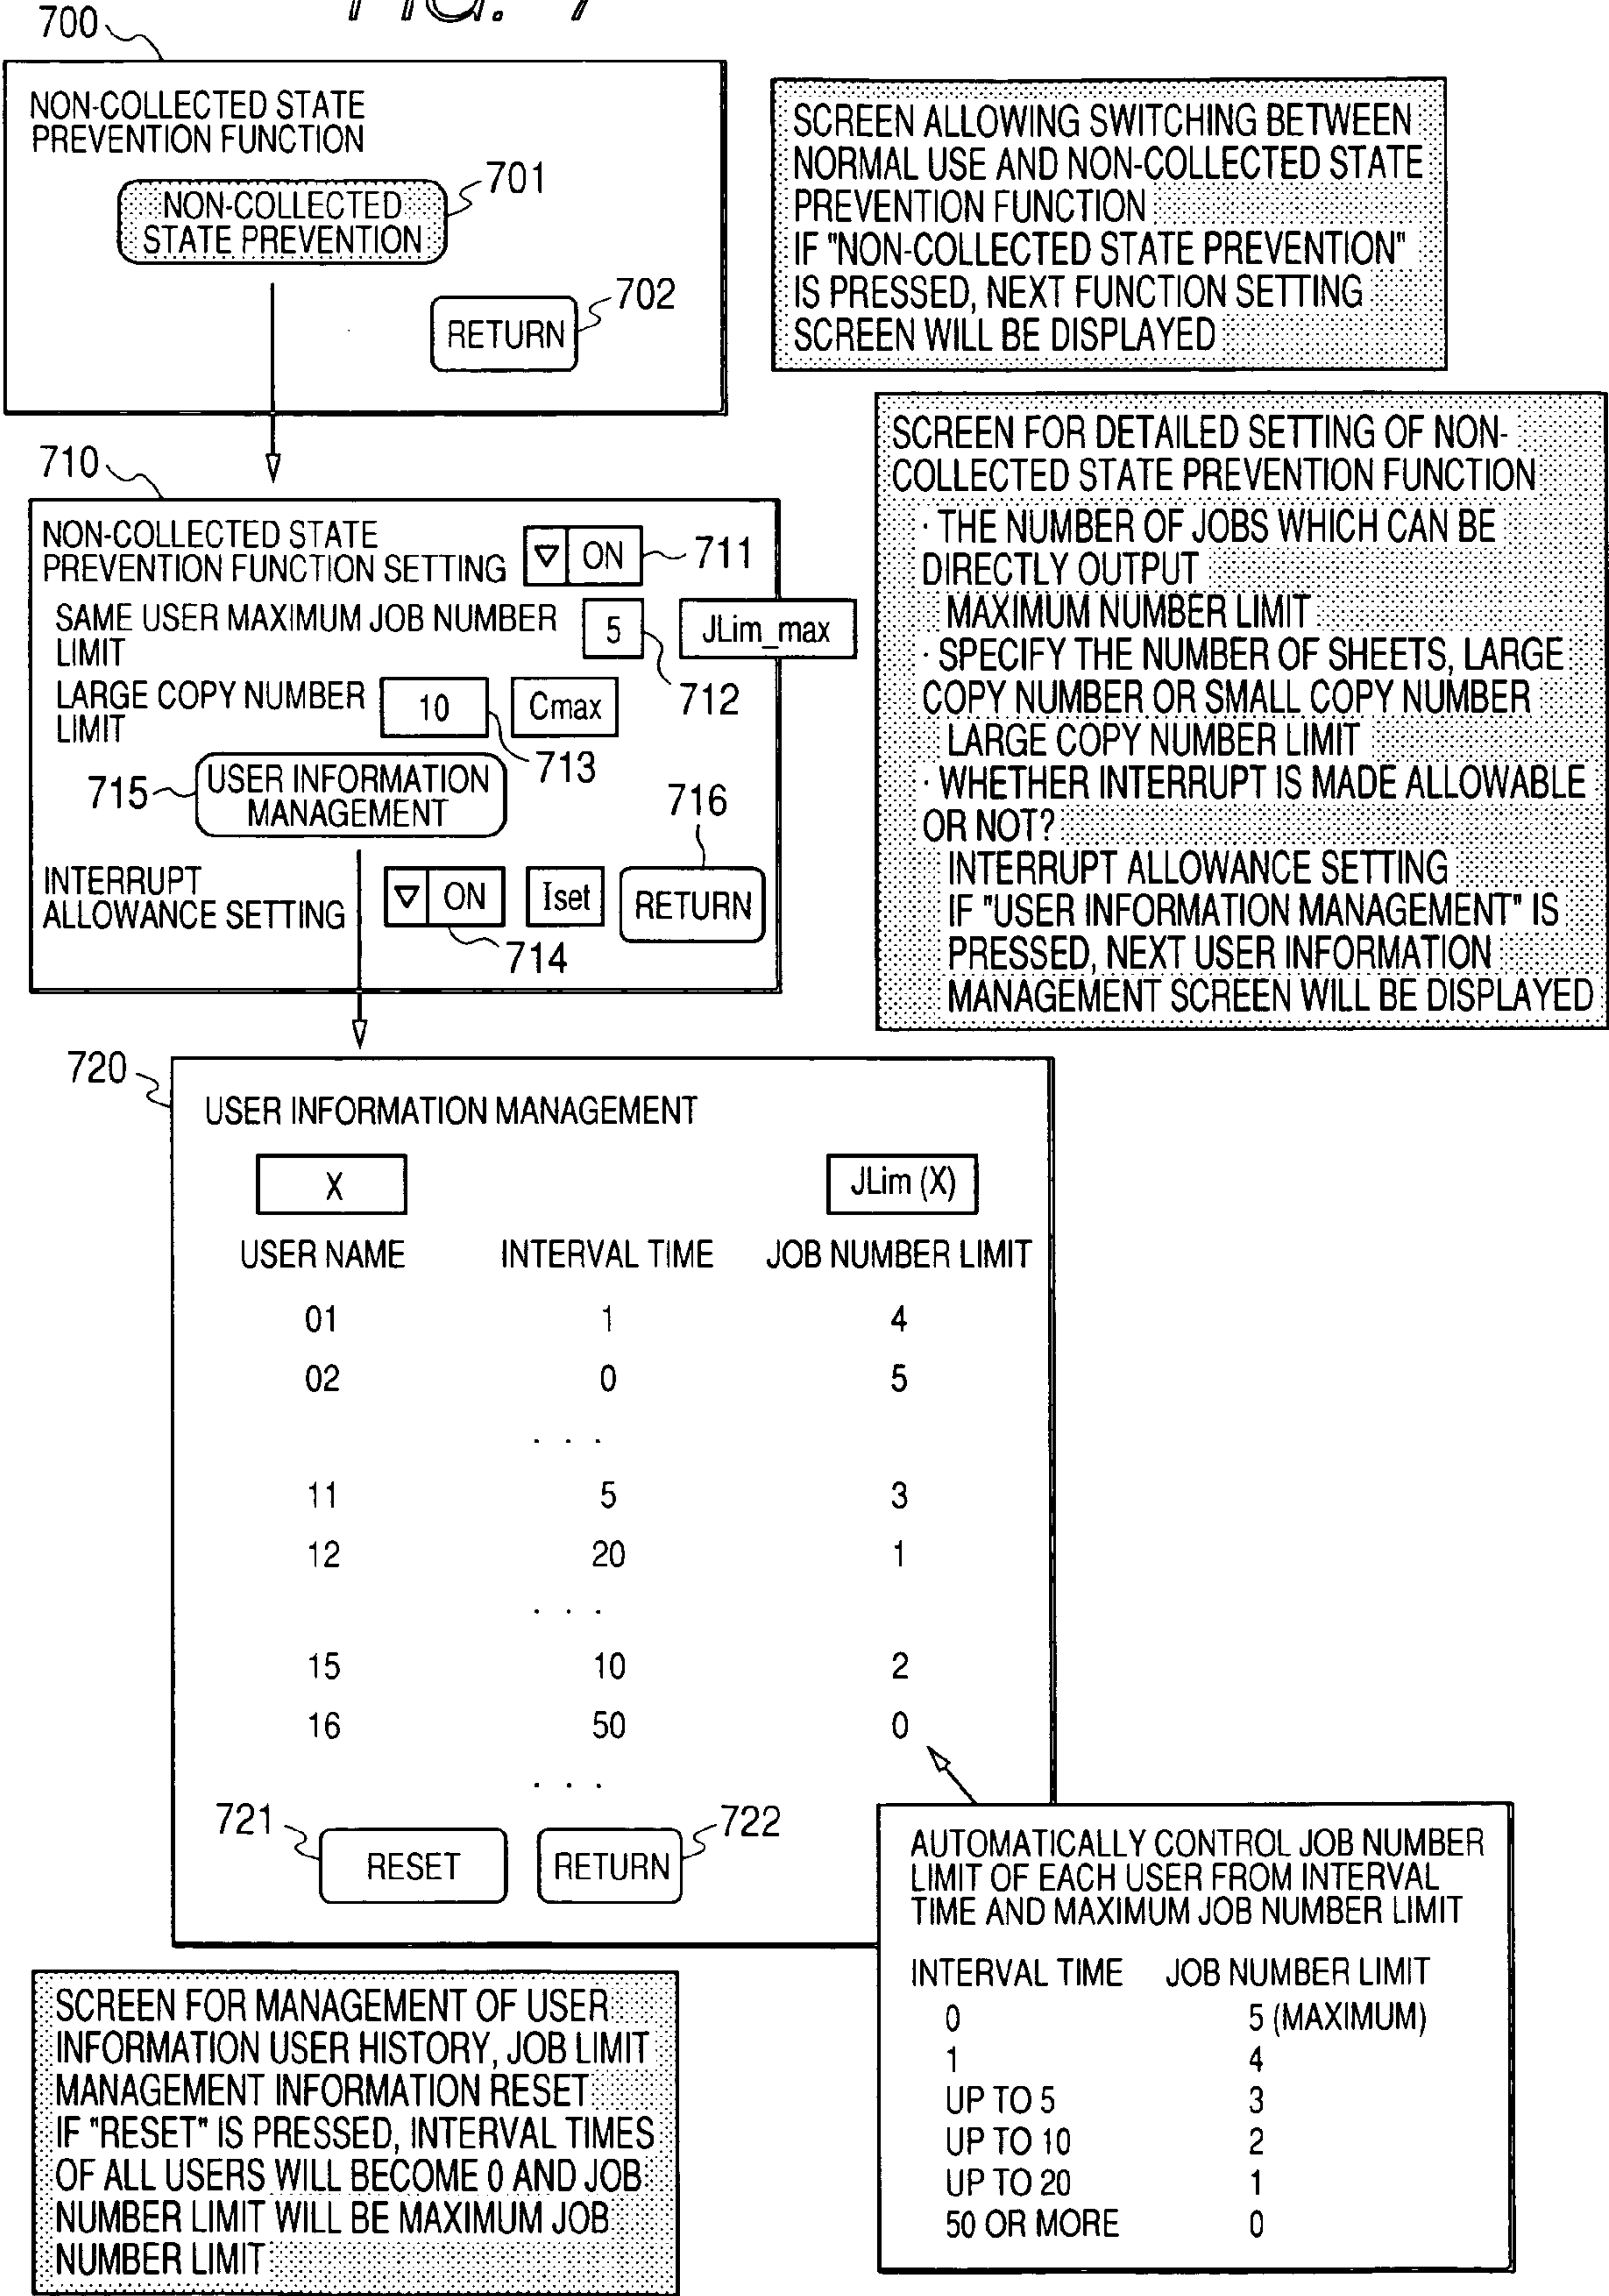 FIG. 7
700
NON-COLLECTED STATE
PREVENTION FUNCTION
701
NON-COLLECTED
STATE PREVENTION
702
RETURN
SCREEN ALLOWING SWITCHING BETWEEN
NORMAL USE AND NON-COLLECTED STATE
PREVENTION FUNCTION
IF "NON-COLLECTED STATE PREVENTION"
IS PRESSED, NEXT FUNCTION SETTING
SCREEN WILL BE DISPLAYED
710
NON-COLLECTED STATE
PREVENTION FUNCTION SETTING ▽ ON 711
SAME USER MAXIMUM JOB NUMBER
LIMIT
5 JLim_max
712
LARGE COPY NUMBER
LIMIT
10 Cmax
713
715 USER INFORMATION
MANAGEMENT
716
INTERRUPT
ALLOWANCE SETTING
▽ ON Iset RETURN
714
SCREEN FOR DETAILED SETTING OF NON-
COLLECTED STATE PREVENTION FUNCTION
· THE NUMBER OF JOBS WHICH CAN BE
DIRECTLY OUTPUT
MAXIMUM NUMBER LIMIT
· SPECIFY THE NUMBER OF SHEETS, LARGE
COPY NUMBER OR SMALL COPY NUMBER
LARGE COPY NUMBER LIMIT
· WHETHER INTERRUPT IS MADE ALLOWABLE
OR NOT?
INTERRUPT ALLOWANCE SETTING
IF "USER INFORMATION MANAGEMENT" IS
PRESSED, NEXT USER INFORMATION
MANAGEMENT SCREEN WILL BE DISPLAYED
720
USER INFORMATION MANAGEMENT
X JLim (X)
USER NAME INTERVAL TIME JOB NUMBER LIMIT
01 1 4
02 0 5
. . .
11 5 3
12 20 1
. . .
15 10 2
16 50 0
. . .
721 722
RESET RETURN
AUTOMATICALLY CONTROL JOB NUMBER
LIMIT OF EACH USER FROM INTERVAL
TIME AND MAXIMUM JOB NUMBER LIMIT
INTERVAL TIME JOB NUMBER LIMIT
0 5 (MAXIMUM)
1 4
UP TO 5 3
UP TO 10 2
UP TO 20 1
50 OR MORE 0
SCREEN FOR MANAGEMENT OF USER
INFORMATION USER HISTORY, JOB LIMIT
MANAGEMENT INFORMATION RESET
IF "RESET" IS PRESSED, INTERVAL TIMES
OF ALL USERS WILL BECOME 0 AND JOB
NUMBER LIMIT WILL BE MAXIMUM JOB
NUMBER LIMIT